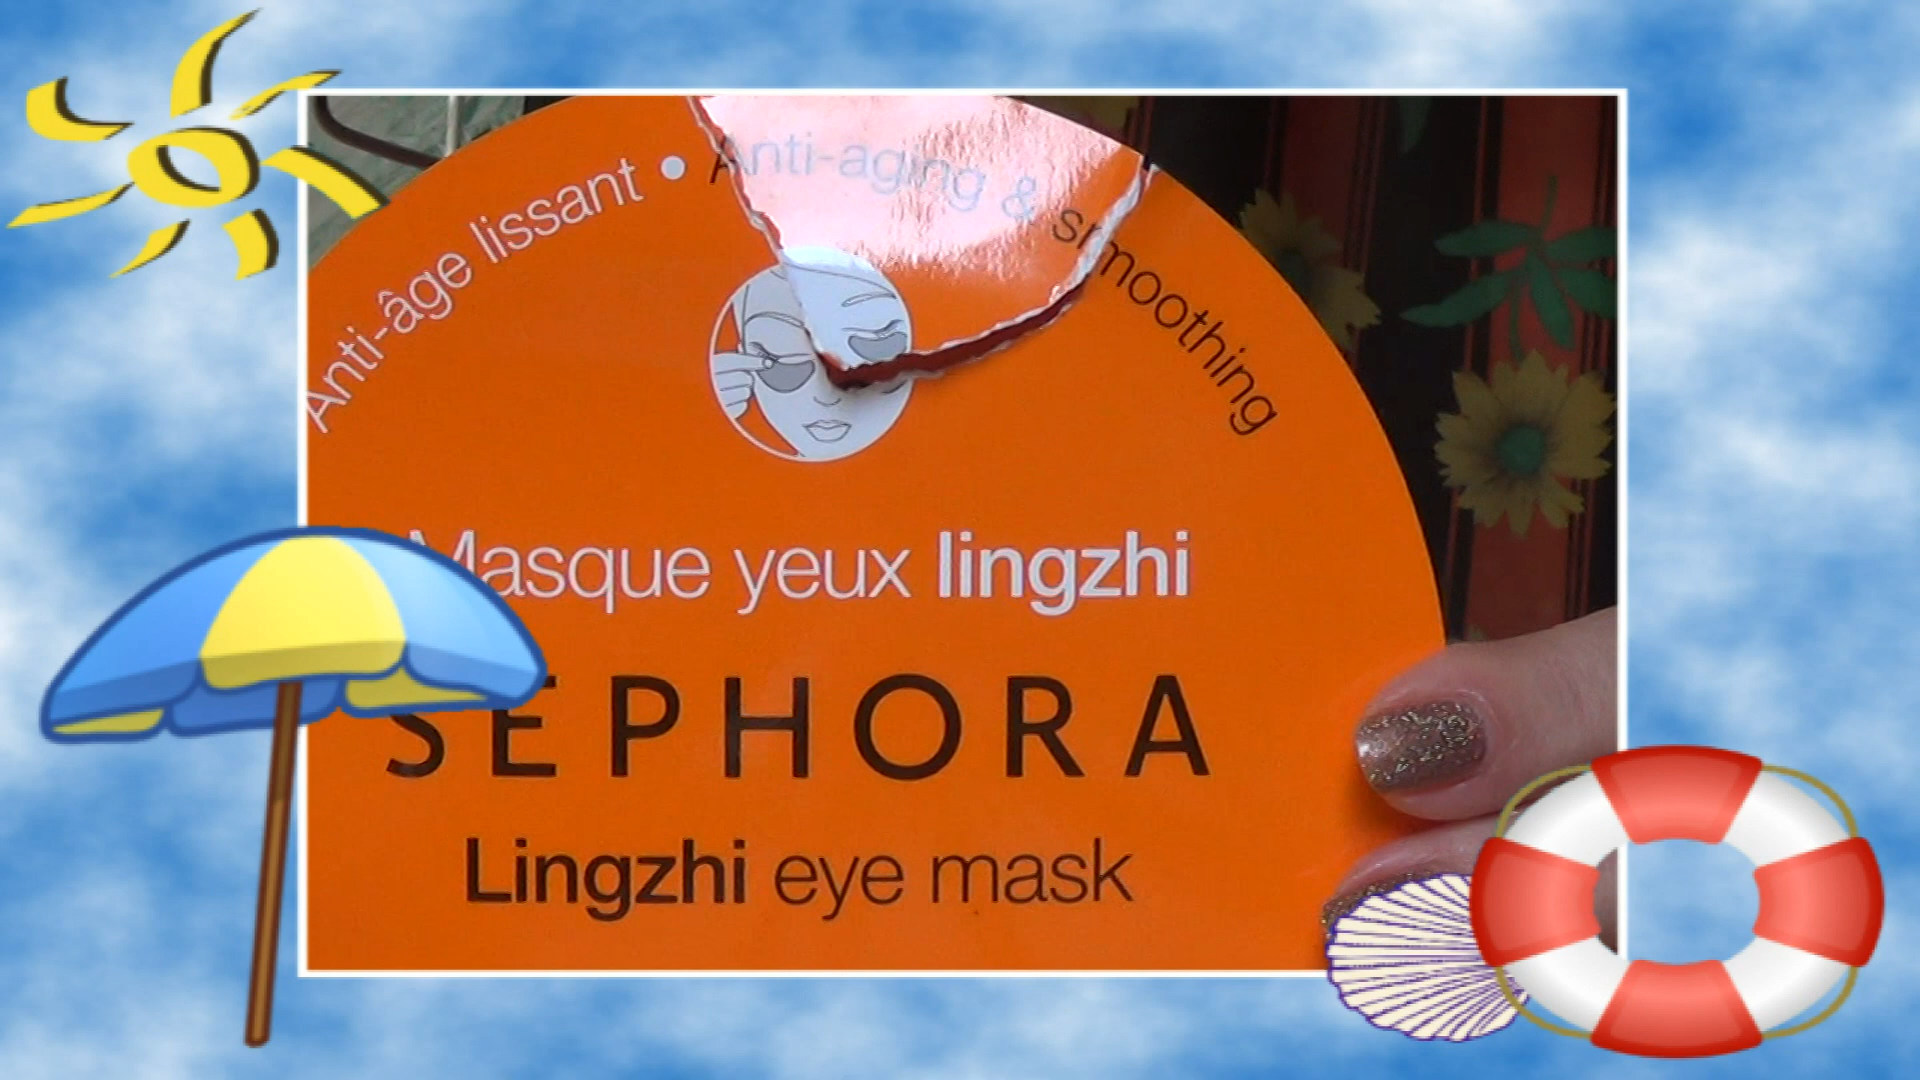 Anti-âge lissant • Anti-aging & smoothing
Masque yeux lingzhi
SEPHORA
Lingzhi eye mask